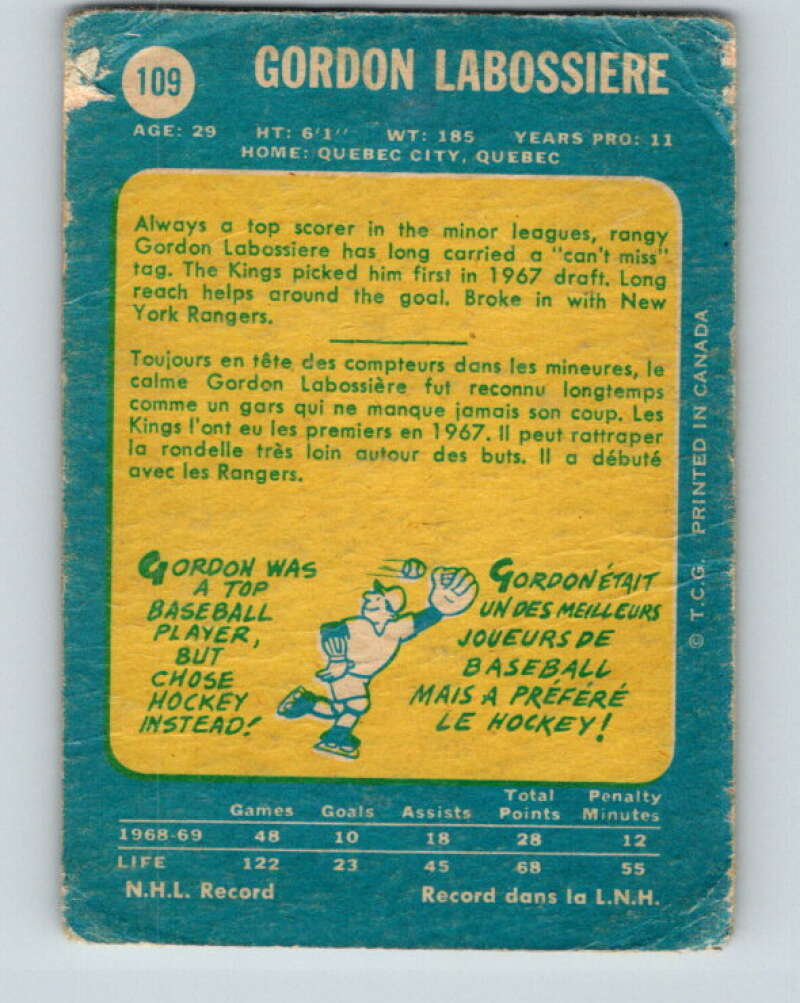 109
GORDON LABOSSIERE
AGE: 29 HT: 6'1" WT: 185 YEARS PRO: 11
HOME: QUEBEC CITY, QUEBEC
Always a top scorer in the minor leagues, rangy
Gordon Labossiere has long carried a "can't miss"
tag. The Kings picked him first in 1967 draft. Long
reach helps around the goal. Broke in with New
York Rangers.
Toujours en tête des compteurs dans les mineures, le
calme Gordon Labossière fut reconnu longtemps
comme un gars qui ne manque jamais son coup. Les
Kings l'ont eu les premiers en 1967. Il peut rattraper
la rondelle très loin autour des buts. Il a débuté
avec les Rangers.
GORDON WAS
A TOP
BASEBALL
PLAYER,
BUT
CHOSE
HOCKEY
INSTEAD!
GORDON ÉTAIT
UN DES MEILLEURS
JOUEURS DE
BASEBALL
MAIS A PRÉFÉRÉ
LE HOCKEY!
© T.C.G. PRINTED IN CANADA
Games Goals Assists Total Points Penalty Minutes
1968-69 48 10 18 28 12
LIFE 122 23 45 68 55
N.H.L. Record Record dans la L.N.H.